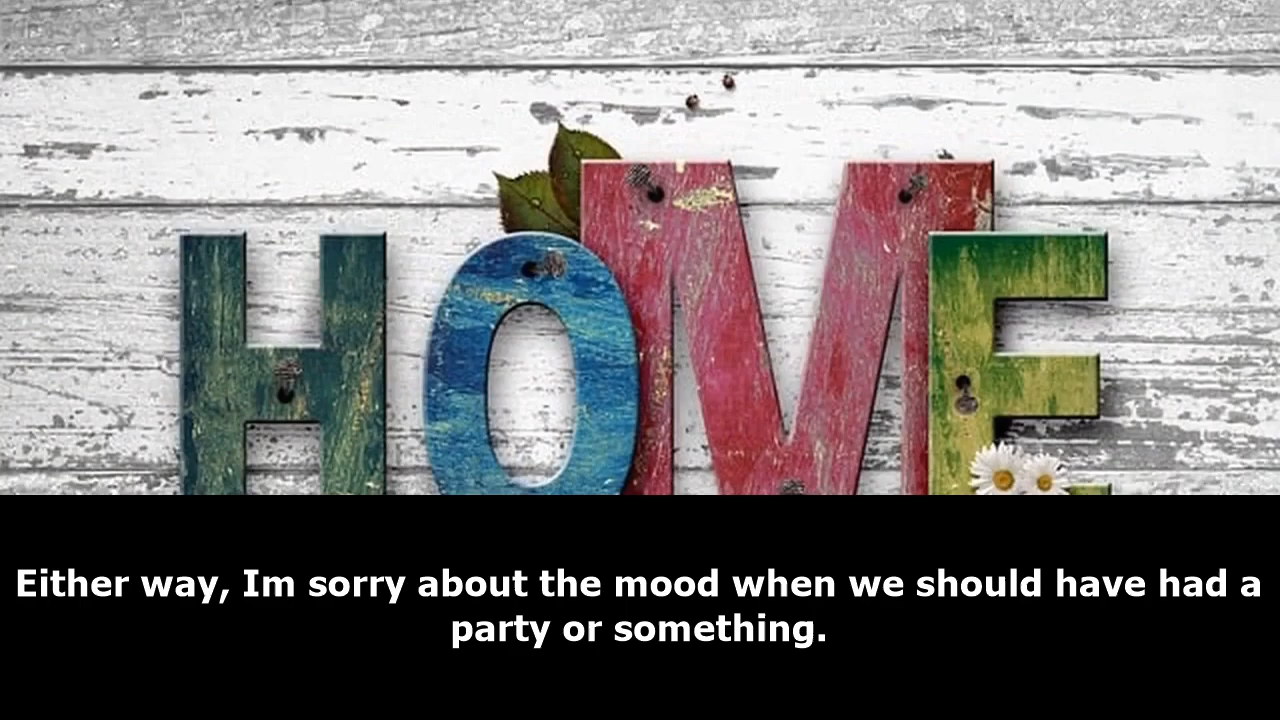 HOME
Either way, Im sorry about the mood when we should have had a
party or something.